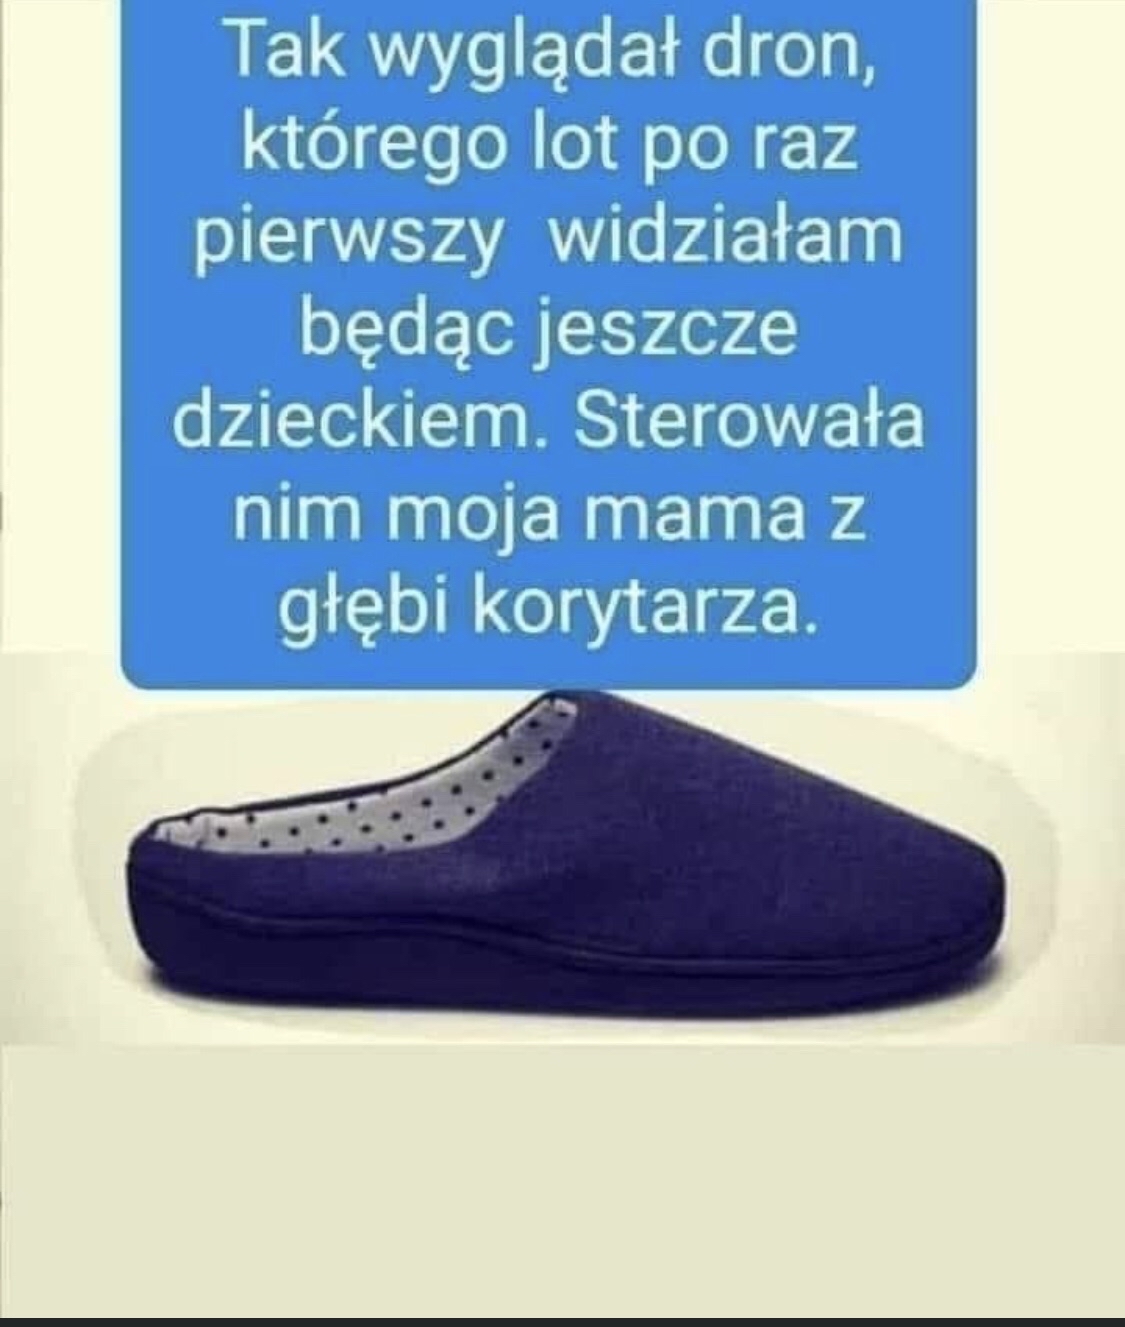 Tak wyglądał dron,
którego lot po raz
pierwszy widziałam
będąc jeszcze
dzieckiem. Sterowała
nim moja mama z
głębi korytarza.